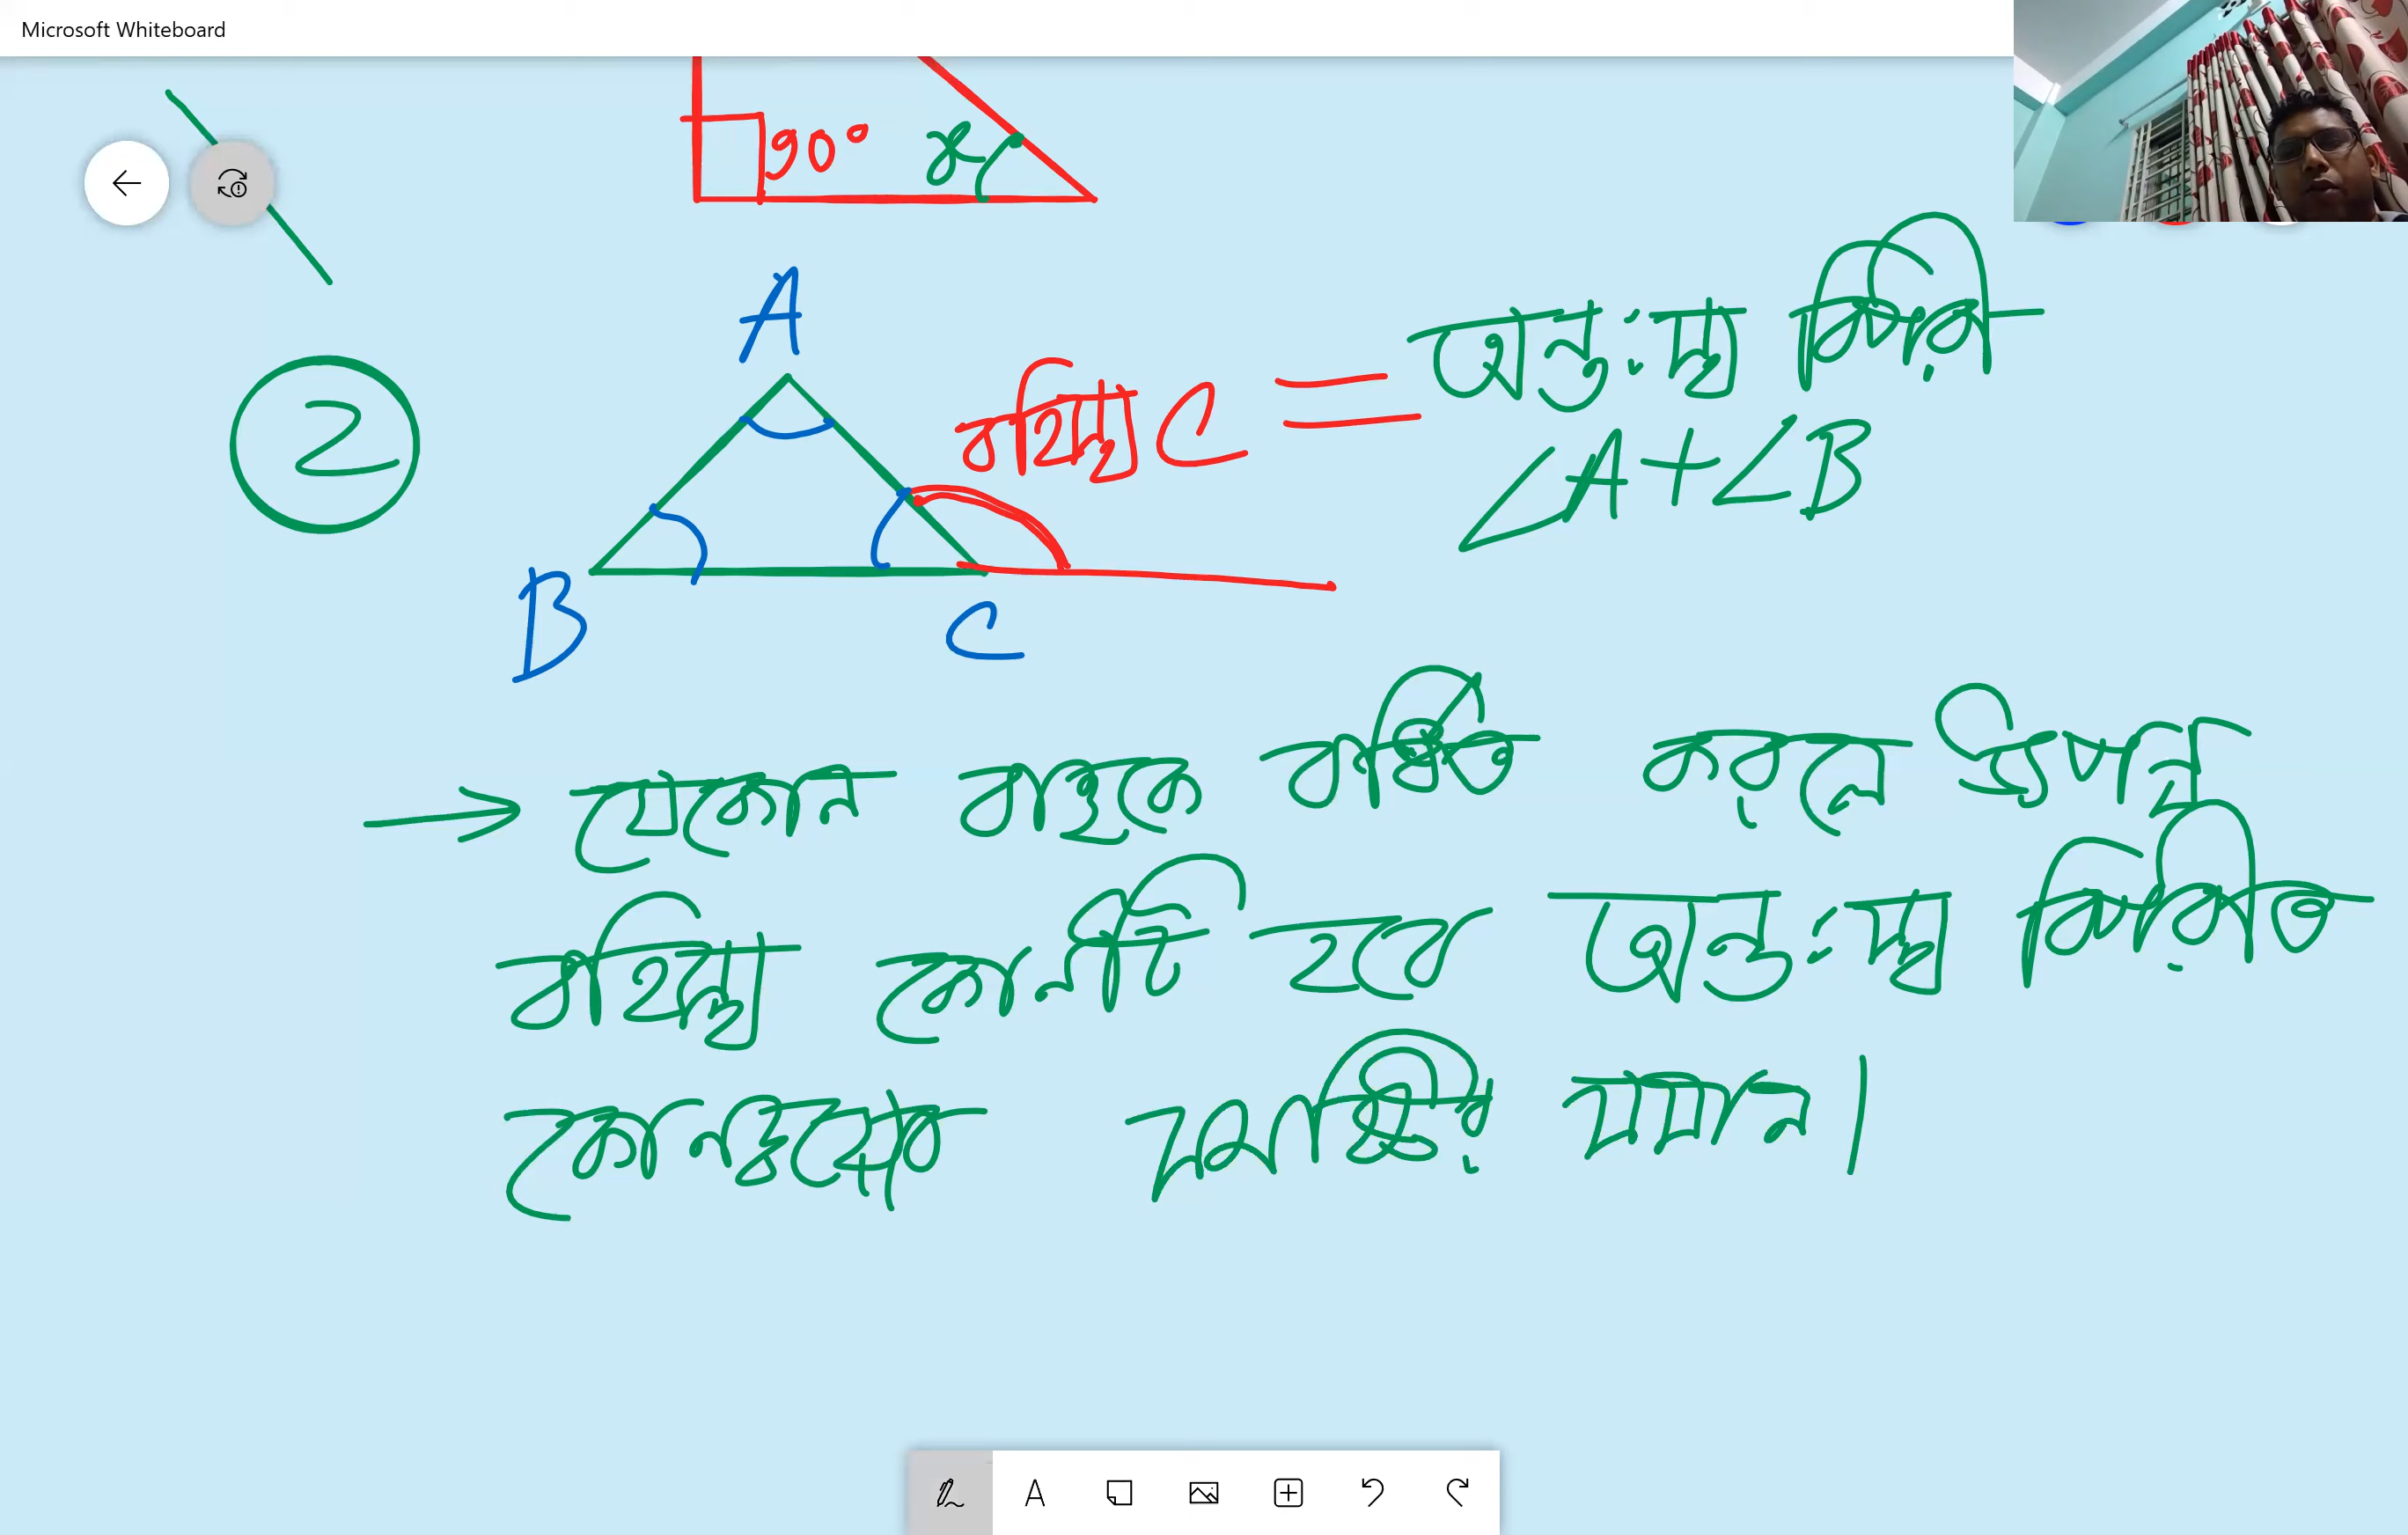 Microsoft Whiteboard
90° x
2
A
B
C
বহিঃস্থ C = অন্তঃস্থ বিপরীত
∠A+∠B
→ যেকোন বাহুকে বর্ধিত করলে উৎপন্ন
বহিঃস্থ কোণটি হবে অন্তঃস্থ বিপরীত
কোণদ্বয়ের সমষ্টির সমান।
A